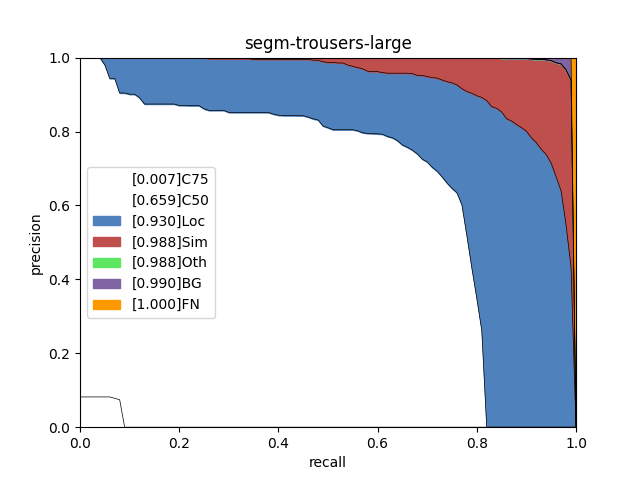 segm-trousers-large
1.0
0.8
0.6
0.4
0.2
0.0
precision
[0.007]C75
[0.659]C50
[0.930]Loc
[0.988]Sim
[0.988]Oth
[0.990]BG
[1.000]FN
0.0 0.2 0.4 0.6 0.8 1.0
recall